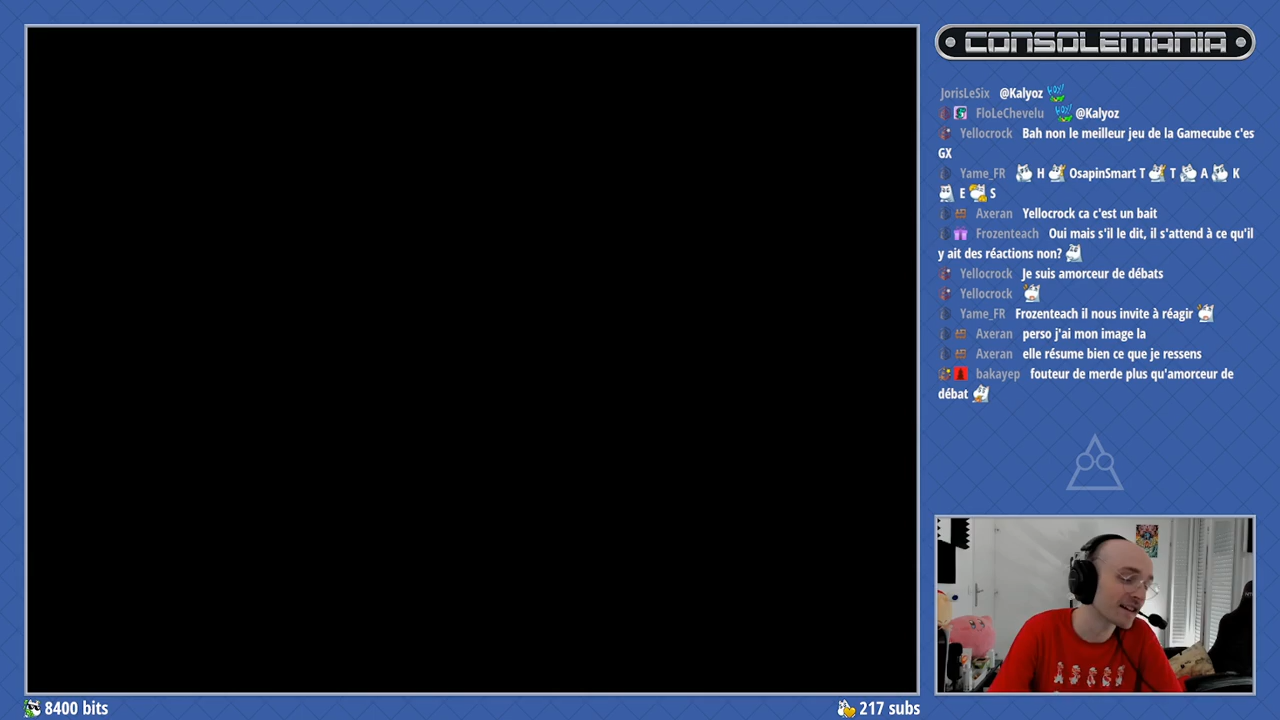 CONSOLEMANIA
JorisLeSix @Kalyoz
FloLeChevelu @Kalyoz
Yellocrock Bah non le meilleur jeu de la Gamecube c'es
GX
Yame_FR H OsapinSmart T T A K
E S
Axeran Yellocrock ca c'est un bait
Frozenteach Oui mais s'il le dit, il s'attend à ce qu'il
y ait des réactions non?
Yellocrock Je suis amorceur de débats
Yellocrock
Yame_FR Frozenteach il nous invite à réagir
Axeran perso j'ai mon image la
Axeran elle résume bien ce que je ressens
bakayep fouteur de merde plus qu'amorceur de
débat
8400 bits
217 subs